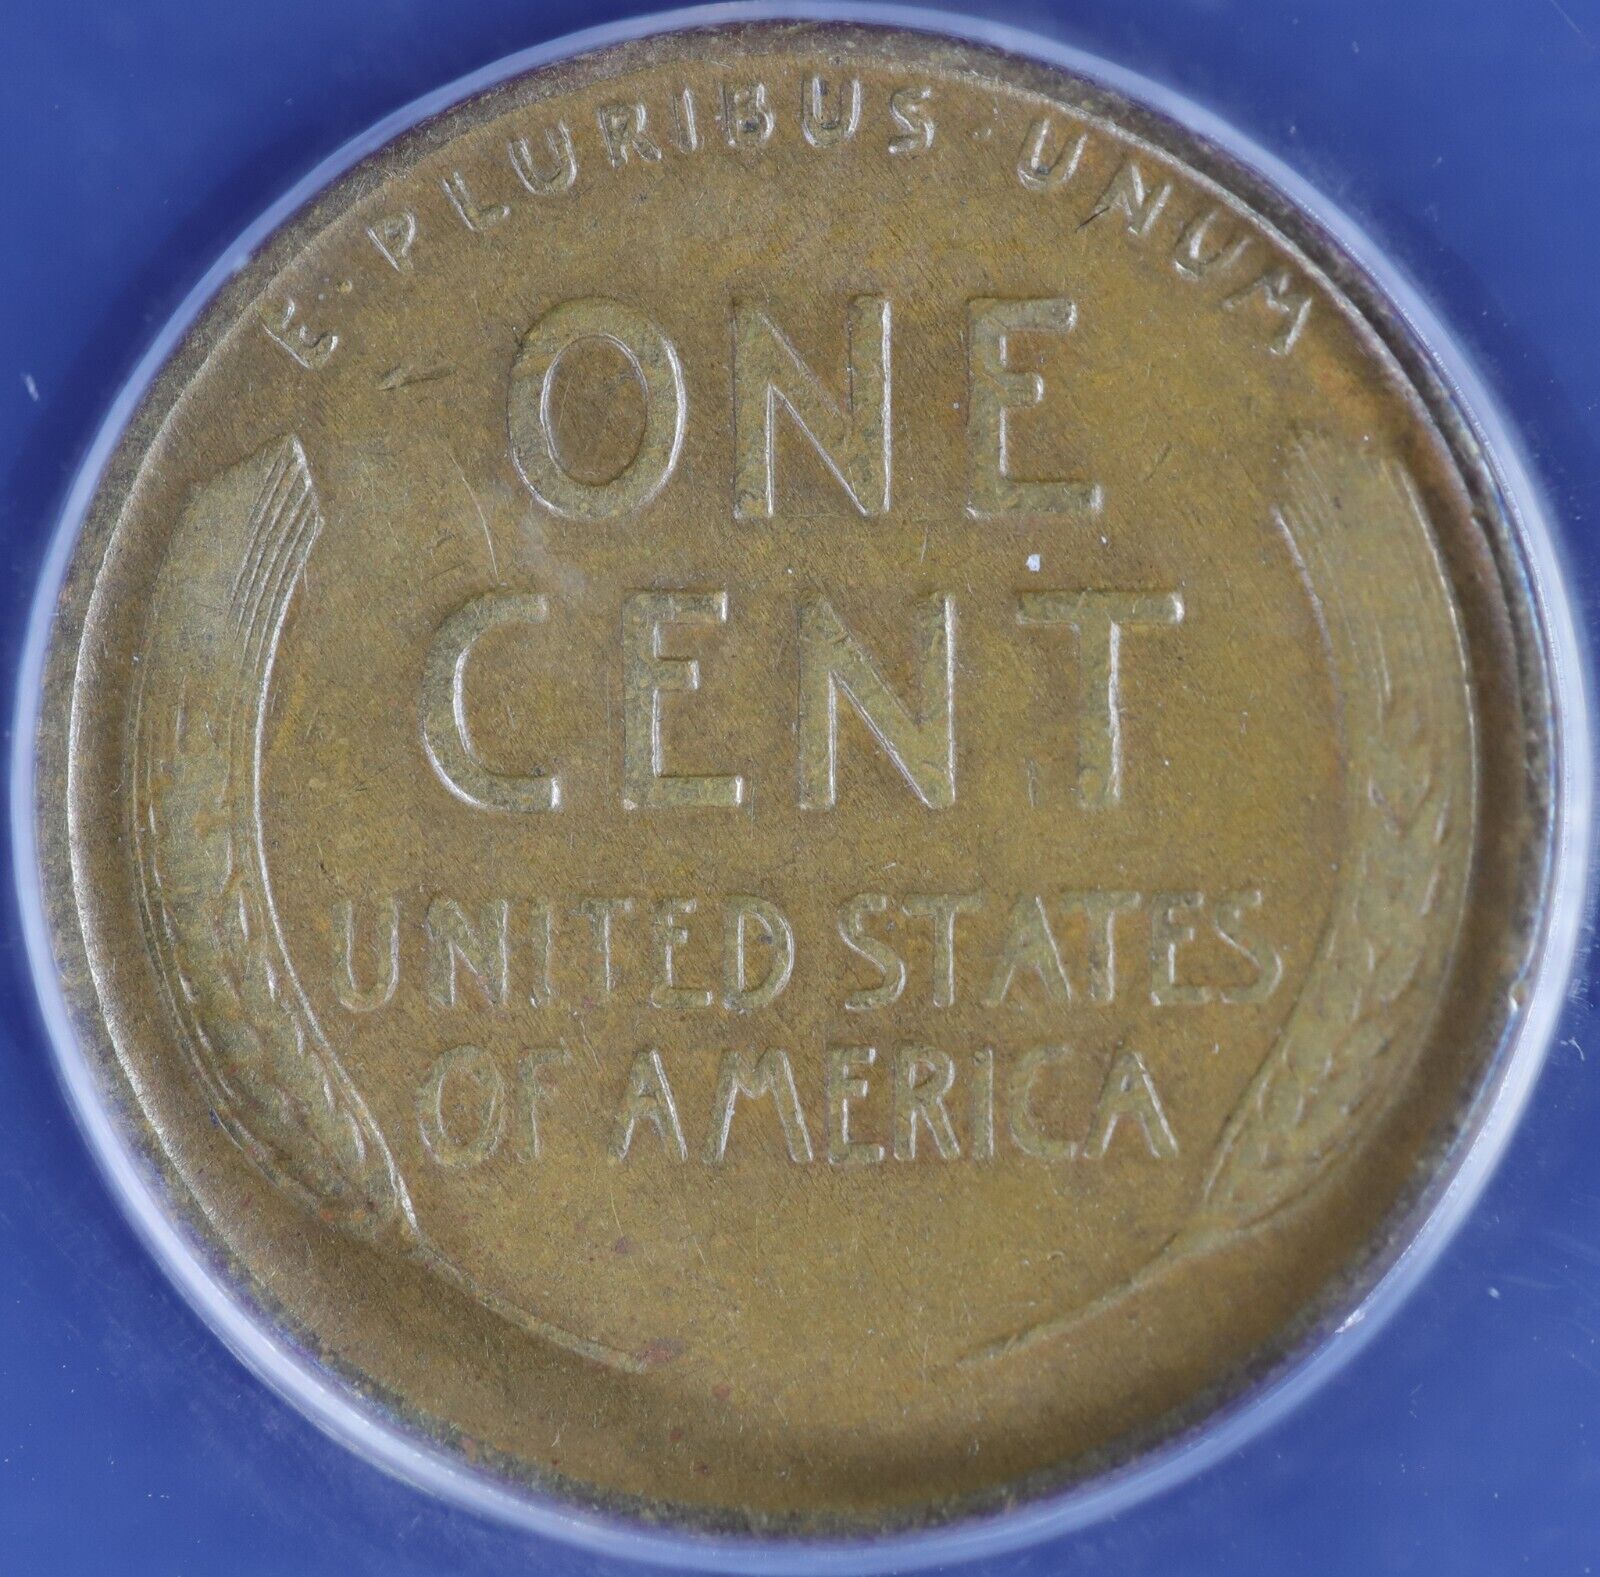 E · PLURIBUS · UNUM
ONE
CENT
UNITED STATES
OF AMERICA